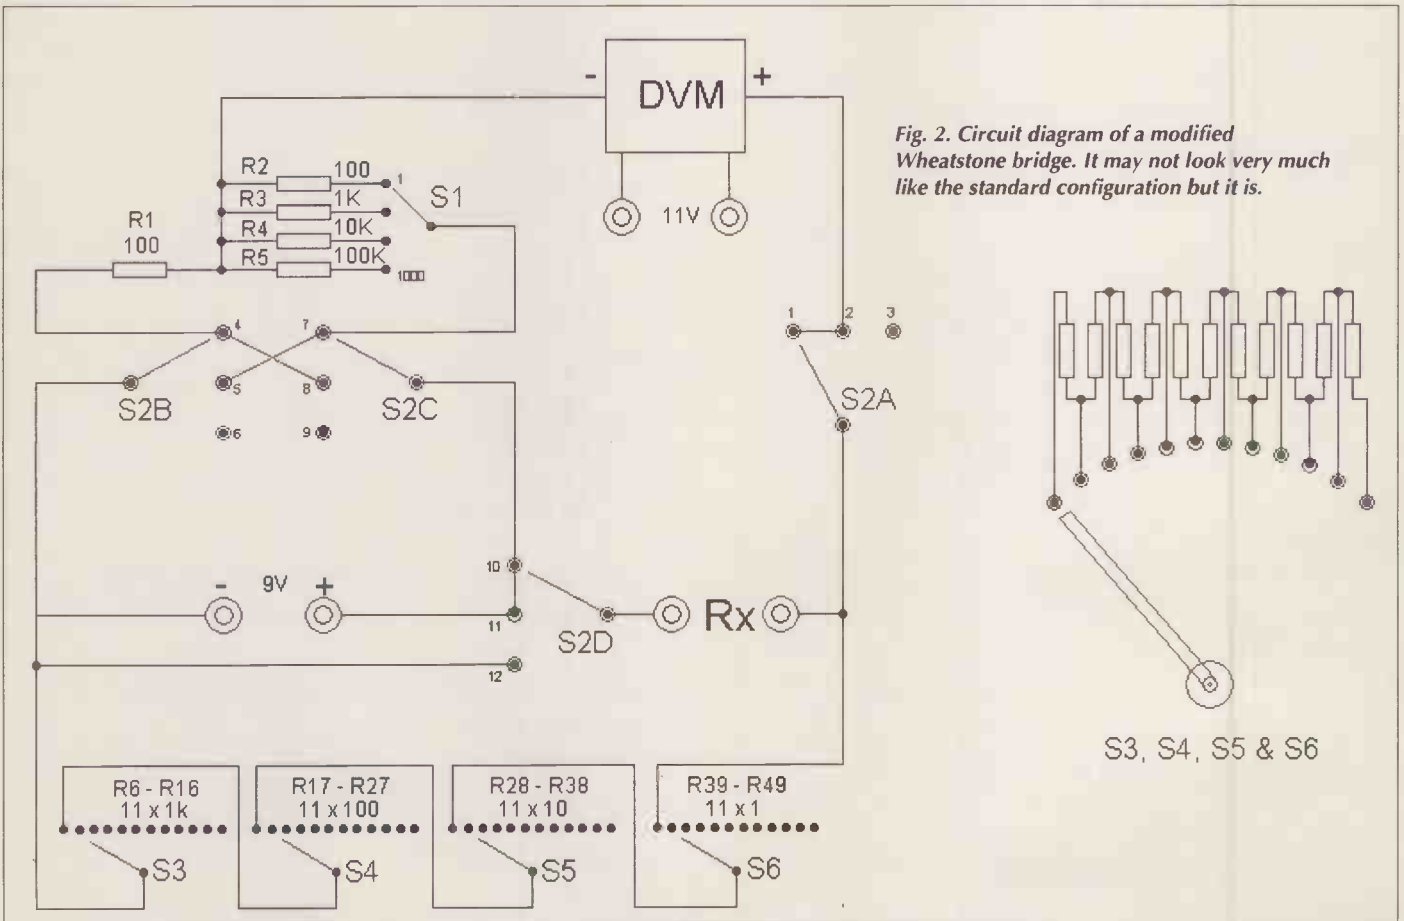 - DVM +
Fig. 2. Circuit diagram of a modified
Wheatstone bridge. It may not look very much
like the standard configuration but it is.
11V
R2 100 1
S1
R3 1K
R4 10K
R5 100K
1000
R1
100
4 7
S2B 5 8 S2C
6 9
1 2 3
S2A
- 9V +
10
11
12
S2D
Rx
S3, S4, S5 & S6
R6 - R16
11 x 1k
S3
R17 - R27
11 x 100
S4
R28 - R38
11 x 10
S5
R39 - R49
11 x 1
S6